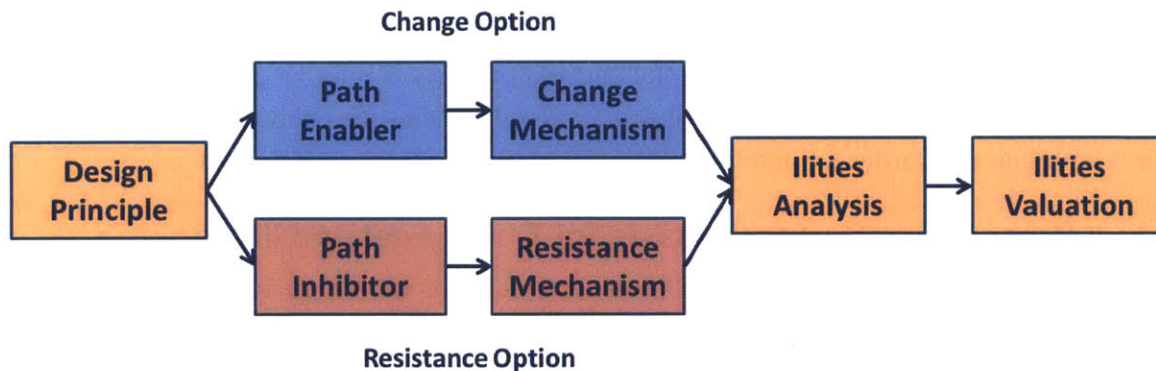 Change Option
Path
Enabler
Change
Mechanism
Design
Principle
Ilities
Analysis
Ilities
Valuation
Path
Inhibitor
Resistance
Mechanism
Resistance Option